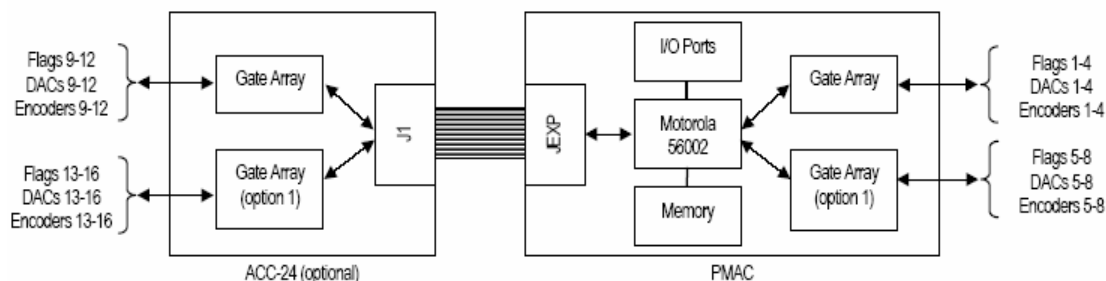 Flags 9-12
DACs 9-12
Encoders 9-12
Flags 13-16
DACs 13-16
Encoders 13-16
Gate Array
Gate Array
(option 1)
J1
ACC-24 (optional)
JEXP
I/O Ports
Motorola
56002
Memory
Gate Array
Gate Array
(option 1)
PMAC
Flags 1-4
DACs 1-4
Encoders 1-4
Flags 5-8
DACs 5-8
Encoders 5-8